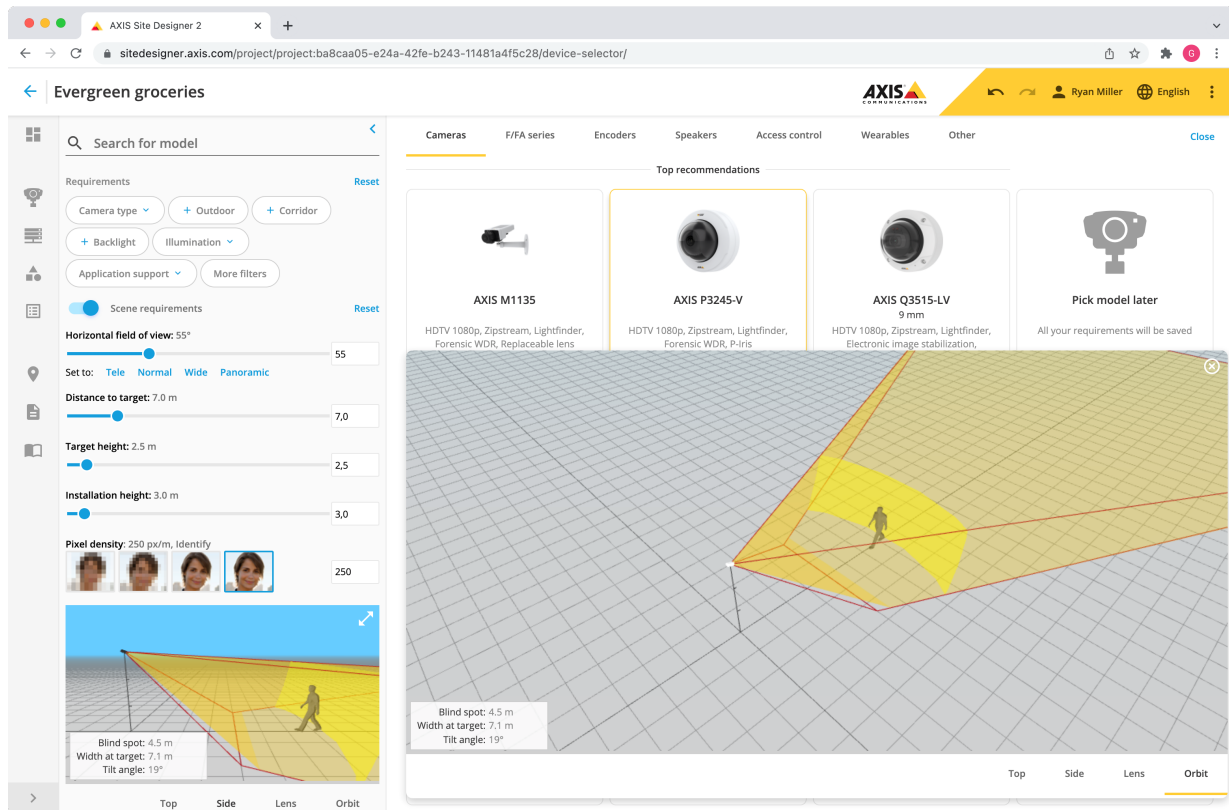 AXIS Site Designer 2
sitedesigner.axis.com/project/project:ba8caa05-e24a-42fe-b243-11481a4f5c28/device-selector/
G
Evergreen groceries
AXIS
COMMUNICATIONS
Ryan Miller
English
Search for model
Requirements
Reset
Camera type
+ Outdoor
+ Corridor
+ Backlight
Illumination
Application support
More filters
Scene requirements
Reset
Horizontal field of view: 55°
55
Set to: Tele Normal Wide Panoramic
Distance to target: 7.0 m
7,0
Target height: 2.5 m
2,5
Installation height: 3.0 m
3,0
Pixel density: 250 px/m, Identify
250
Blind spot: 4.5 m
Width at target: 7.1 m
Tilt angle: 19°
Top Side Lens Orbit
Cameras F/FA series Encoders Speakers Access control Wearables Other
Close
Top recommendations
AXIS M1135
HDTV 1080p, Zipstream, Lightfinder,
Forensic WDR, Replaceable lens
AXIS P3245-V
HDTV 1080p, Zipstream, Lightfinder,
Forensic WDR, P-Iris
AXIS Q3515-LV
9 mm
HDTV 1080p, Zipstream, Lightfinder,
Electronic image stabilization,
Pick model later
All your requirements will be saved
Blind spot: 4.5 m
Width at target: 7.1 m
Tilt angle: 19°
Top Side Lens Orbit